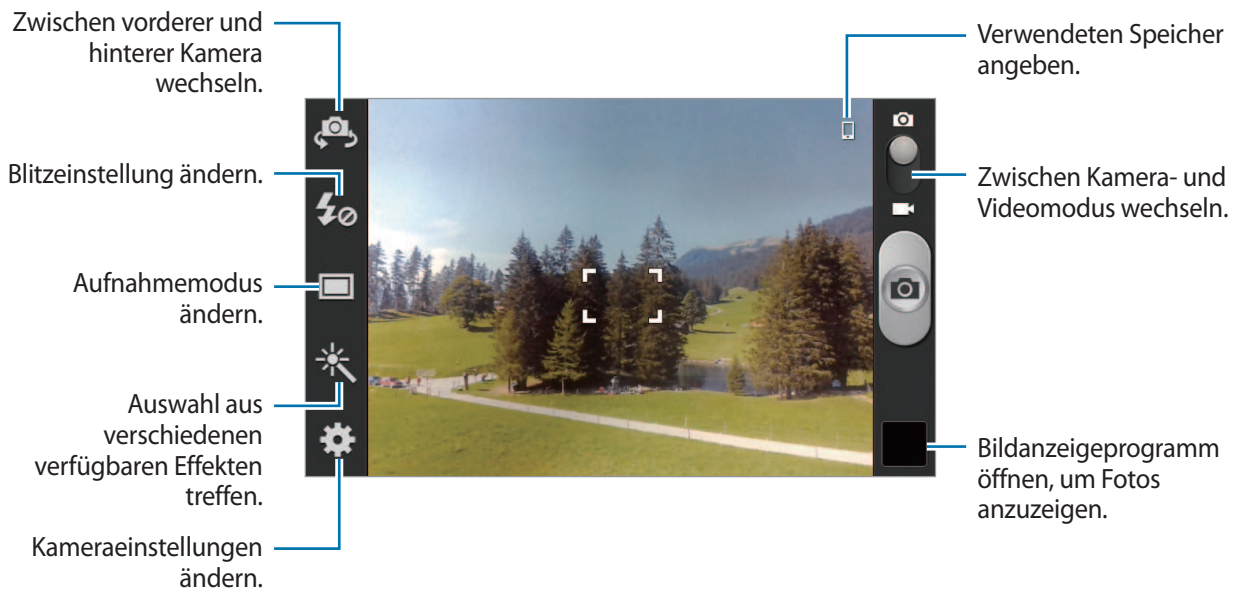 Zwischen vorderer und
hinterer Kamera
wechseln.
Blitzeinstellung ändern.
Aufnahmemodus
ändern.
Auswahl aus
verschiedenen
verfügbaren Effekten
treffen.
Kameraeinstellungen
ändern.
Verwendeten Speicher
angeben.
Zwischen Kamera- und
Videomodus wechseln.
Bildanzeigeprogramm
öffnen, um Fotos
anzuzeigen.